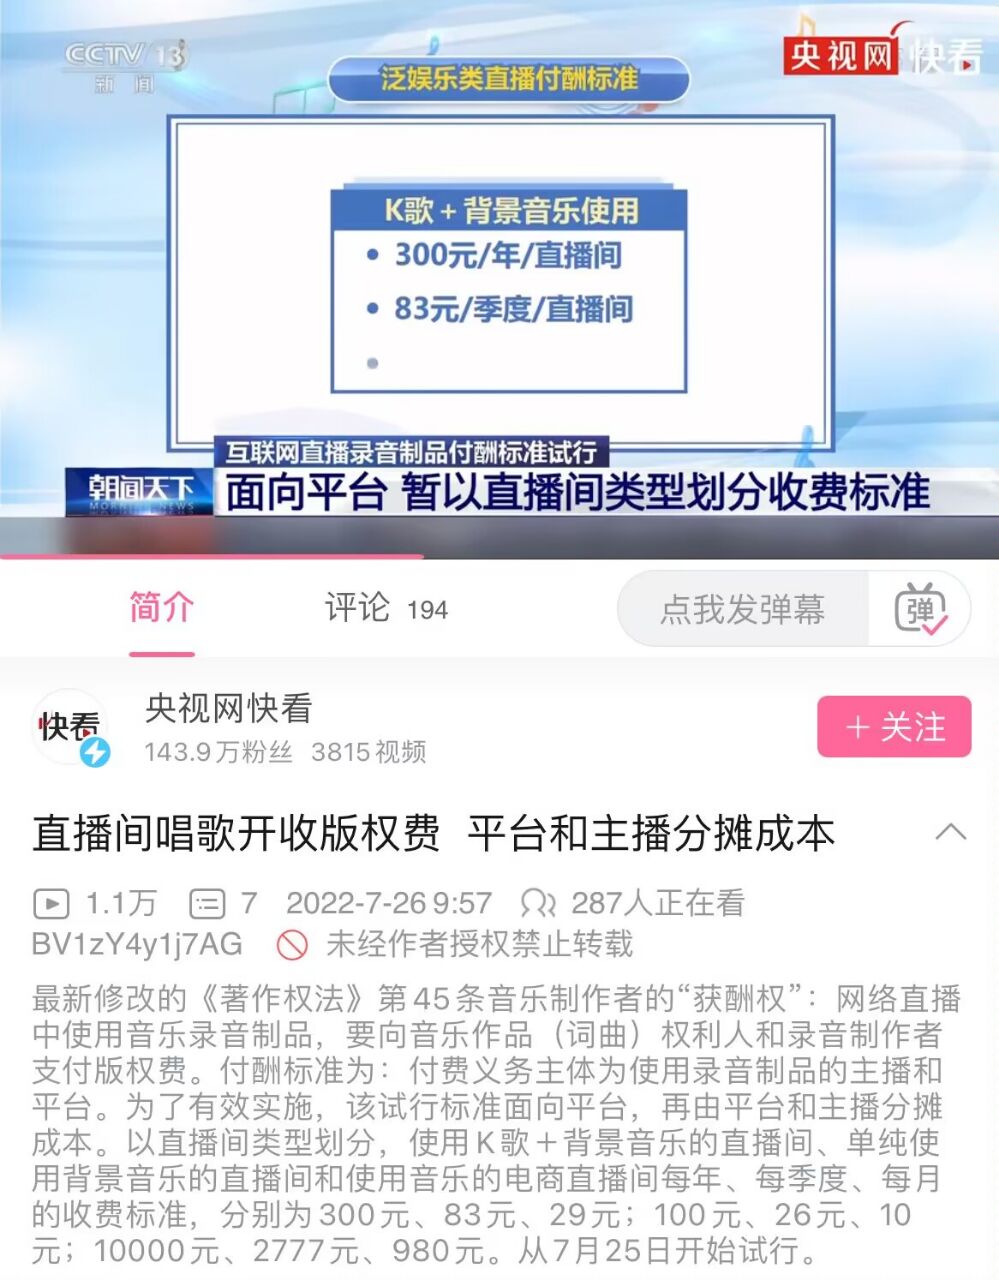 CCTV 13
新闻
央视网 快看
泛娱乐类直播付酬标准
K歌+背景音乐使用
• 300元/年/直播间
• 83元/季度/直播间
•
互联网直播录音制品付酬标准试行
朝闻天下
MORNING NEWS
面向平台 暂以直播间类型划分收费标准
简介
评论 194
点我发弹幕
弹
快看
央视网快看
143.9万粉丝 3815视频
+ 关注
直播间唱歌开收版权费 平台和主播分摊成本
1.1万 7 2022-7-26 9:57 287人正在看
BV1zY4y1j7AG 未经作者授权禁止转载
最新修改的《著作权法》第45条音乐制作者的“获酬权”：网络直播
中使用音乐录音制品，要向音乐作品（词曲）权利人和录音制作者
支付版权费。付酬标准为：付费义务主体为使用录音制品的主播和
平台。为了有效实施，该试行标准面向平台，再由平台和主播分摊
成本。以直播间类型划分，使用K歌+背景音乐的直播间、单纯使
用背景音乐的直播间和使用音乐的电商直播间每年、每季度、每月
的收费标准，分别为300元、83元、29元；100元、26元、10
元；10000元、2777元、980元。从7月25日开始试行。